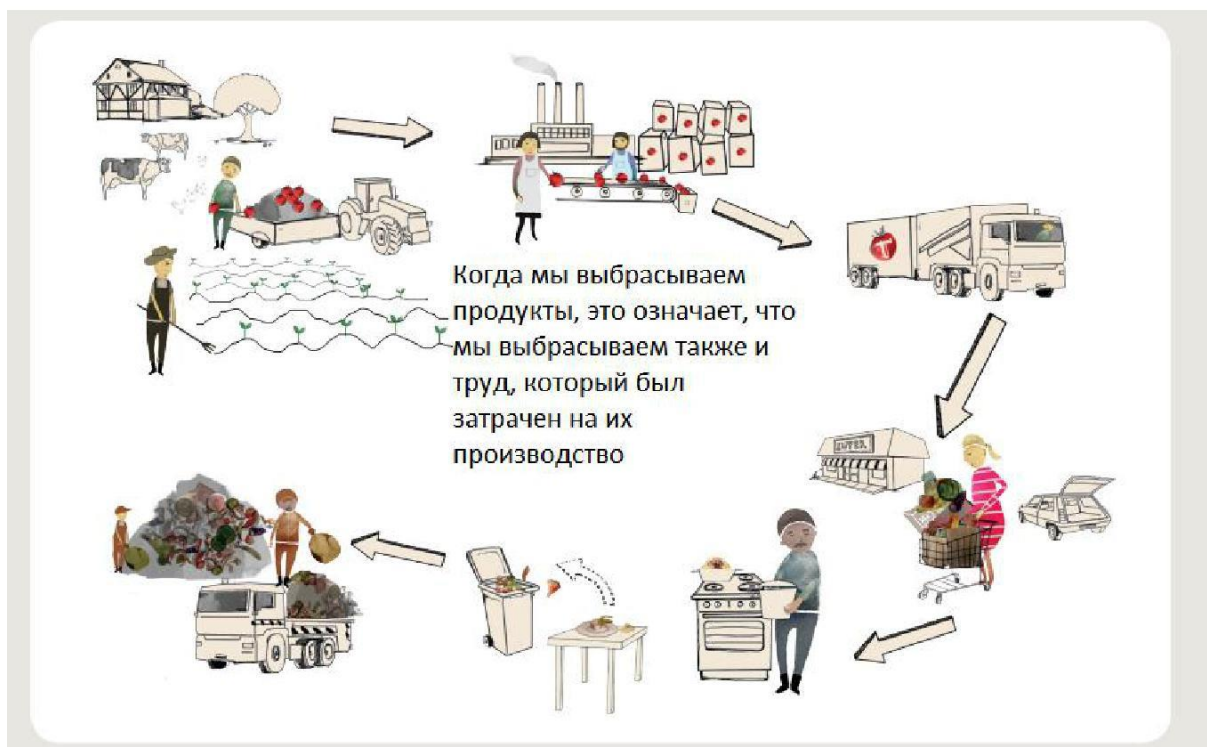 Когда мы выбрасываем
продукты, это означает, что
мы выбрасываем также и
труд, который был
затрачен на их
производство